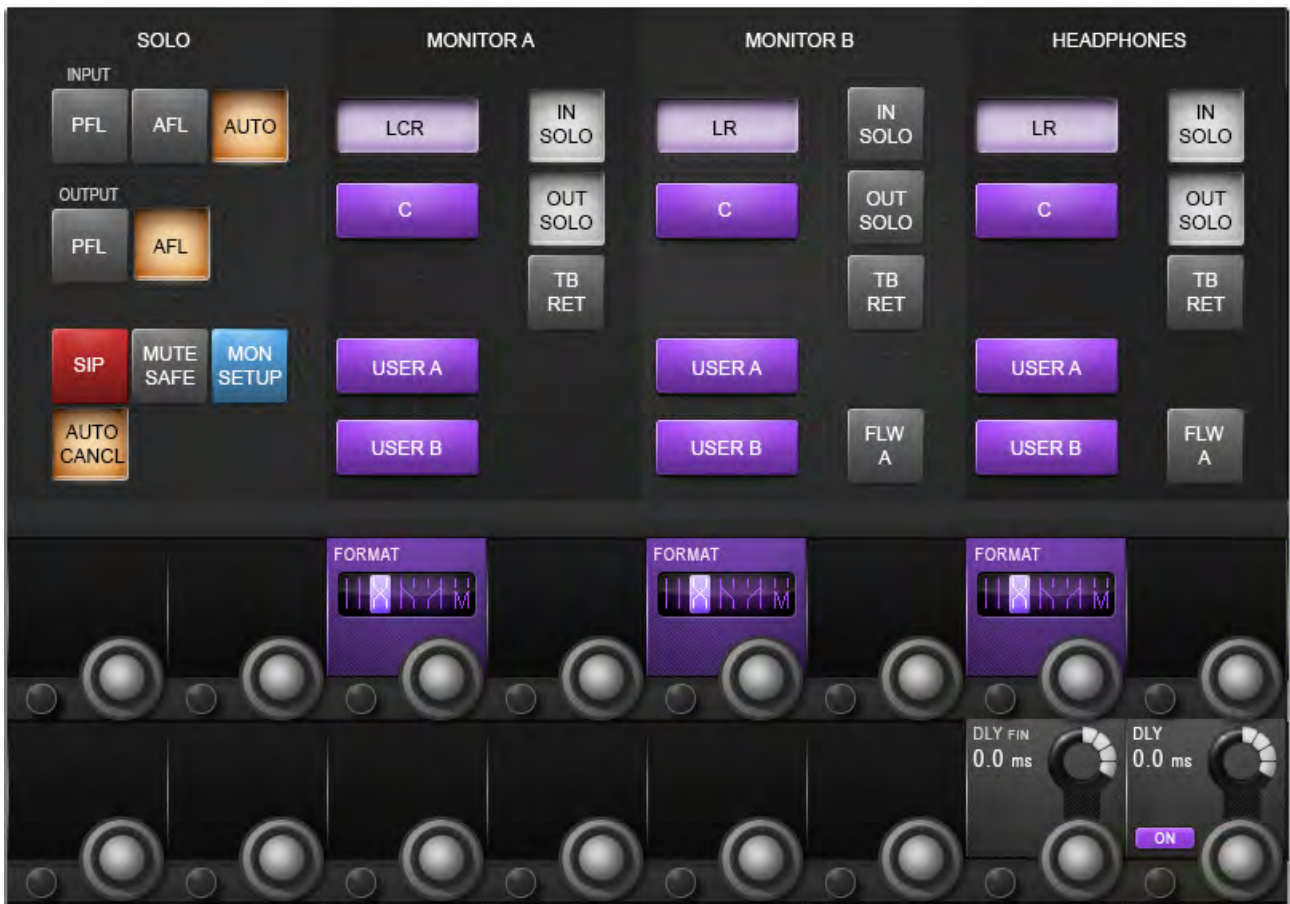 SOLO
MONITOR A
MONITOR B
HEADPHONES
INPUT
PFL
AFL
AUTO
LCR
IN
SOLO
LR
IN
SOLO
LR
IN
SOLO
OUTPUT
PFL
AFL
C
OUT
SOLO
C
OUT
SOLO
C
OUT
SOLO
TB
RET
TB
RET
TB
RET
SIP
MUTE
SAFE
MON
SETUP
USER A
USER A
USER A
AUTO
CANCL
USER B
USER B
FLW
A
USER B
FLW
A
FORMAT
M
FORMAT
M
FORMAT
M
DLY FIN
0.0 ms
DLY
0.0 ms
ON